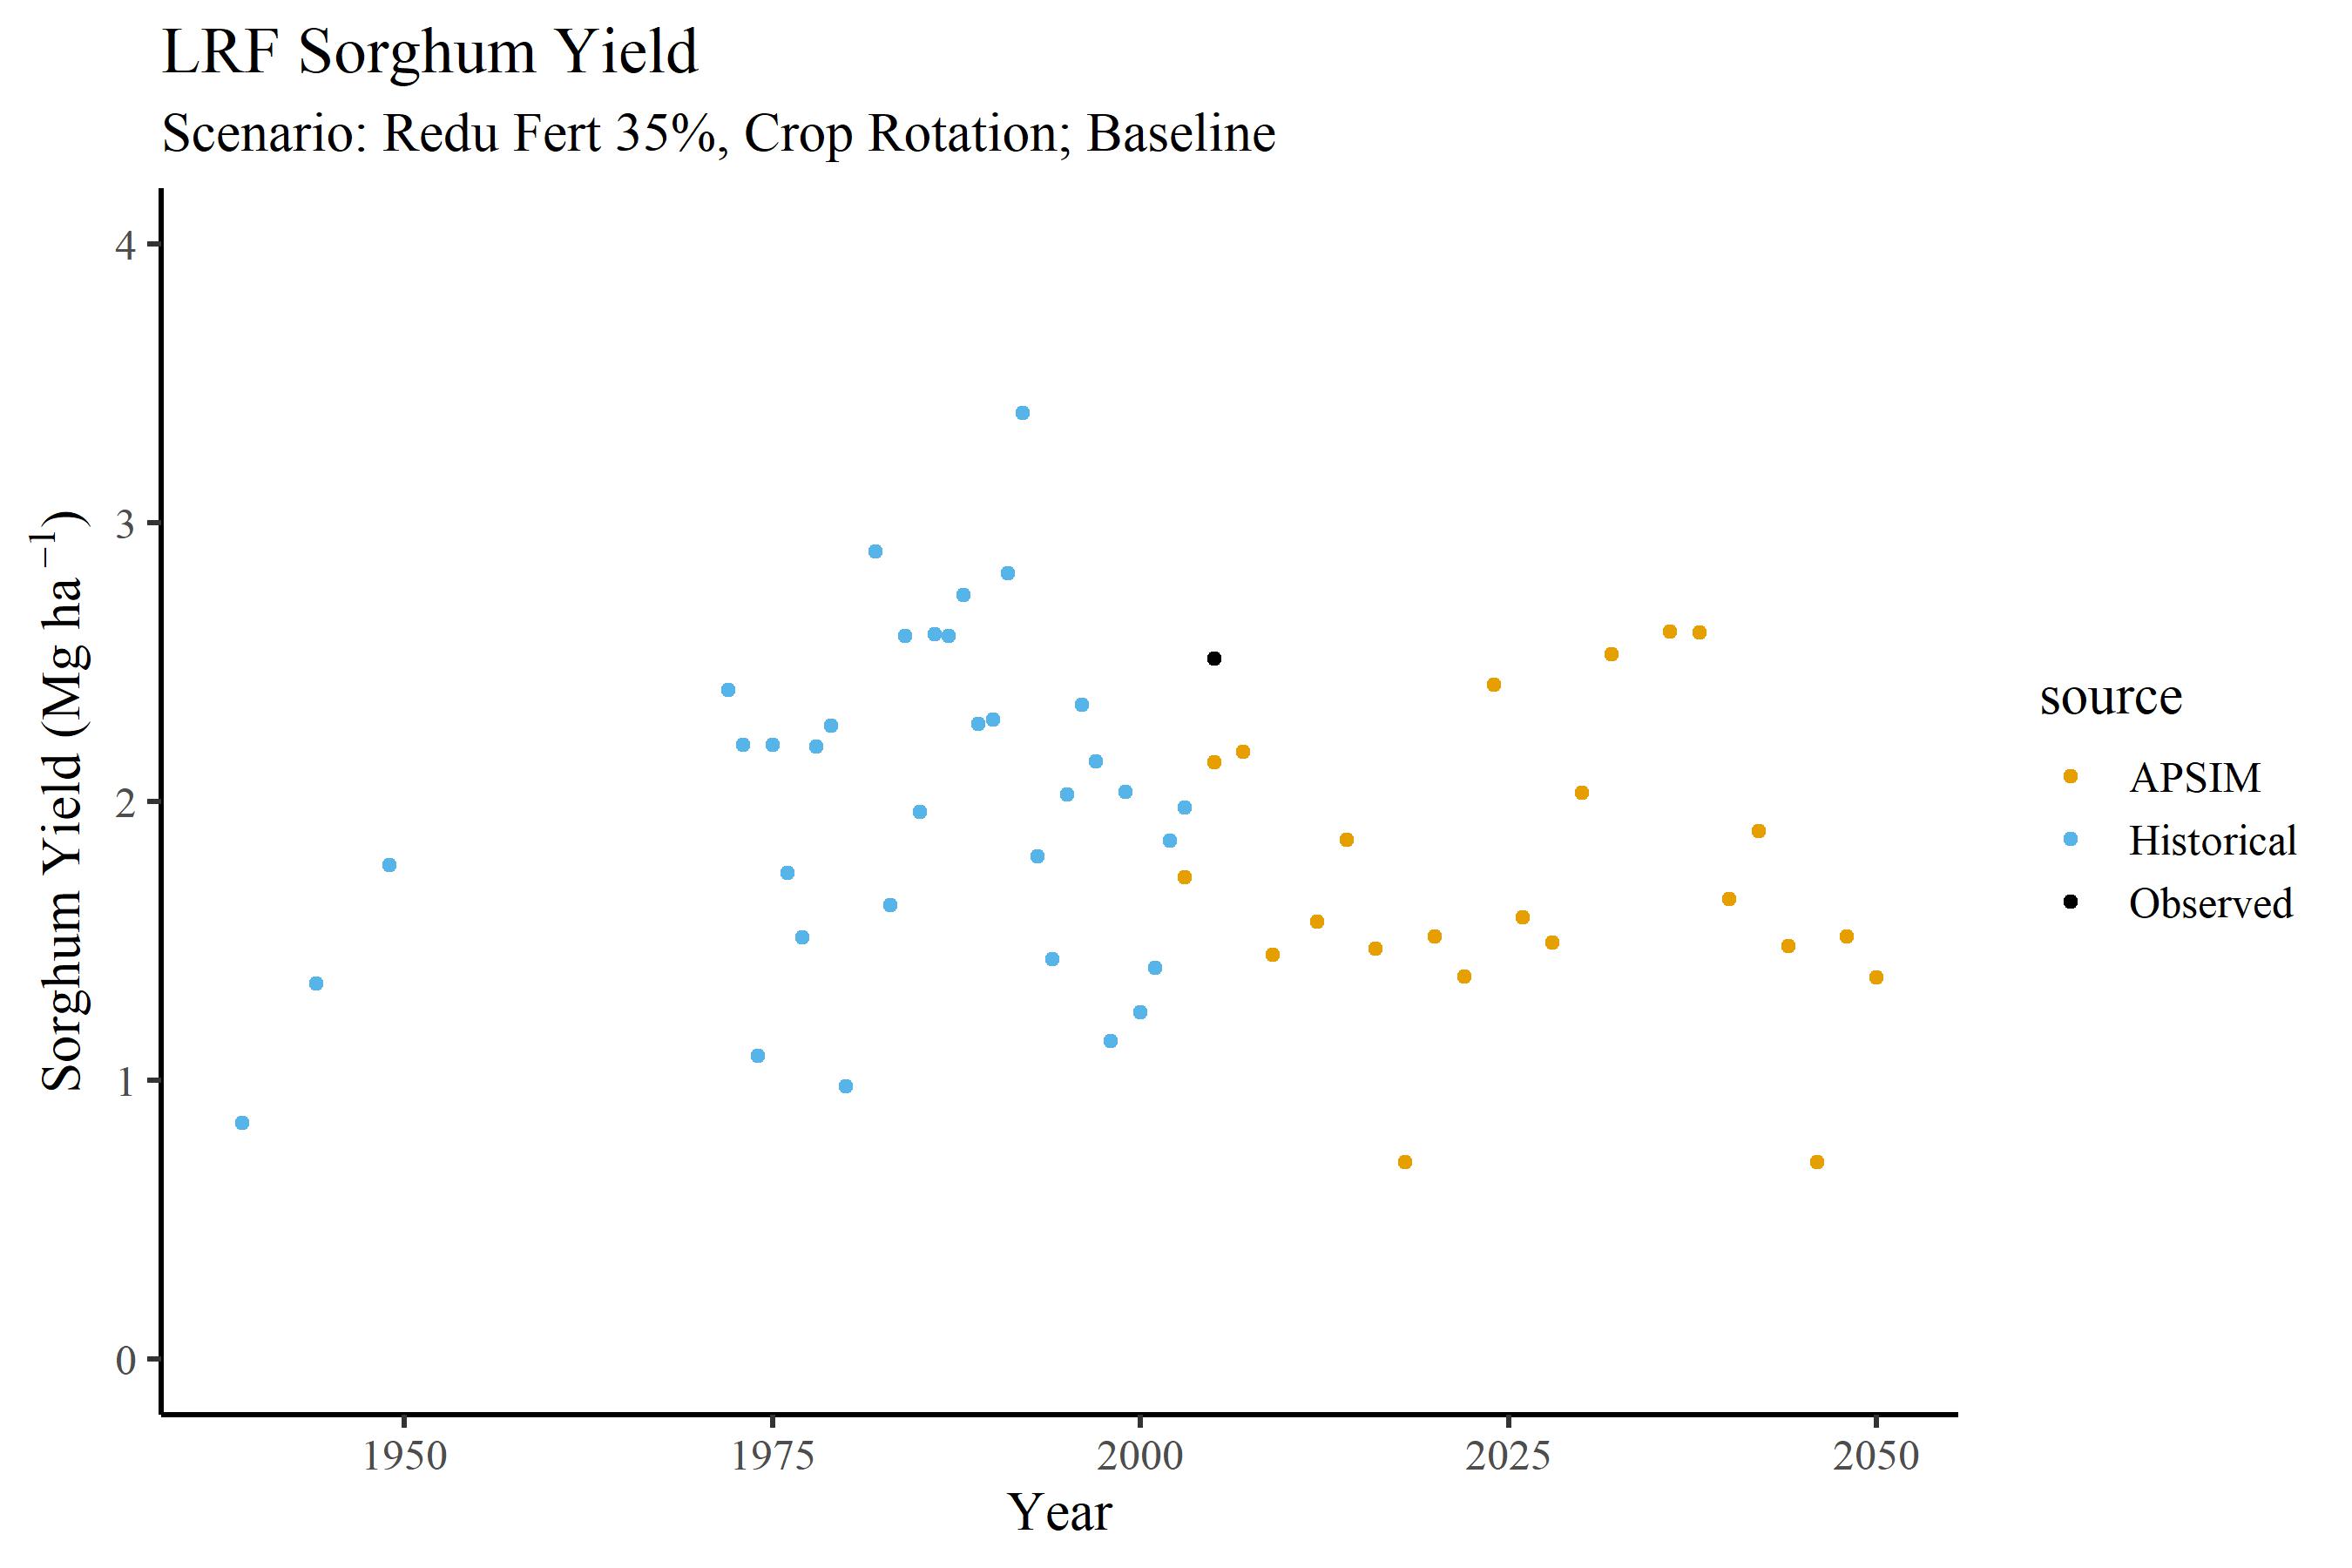 LRF Sorghum Yield
Scenario: Redu Fert 35%, Crop Rotation; Baseline
Sorghum Yield (Mg ha⁻¹)
4
3
2
1
0
1950
1975
2000
2025
2050
Year
source
APSIM
Historical
Observed